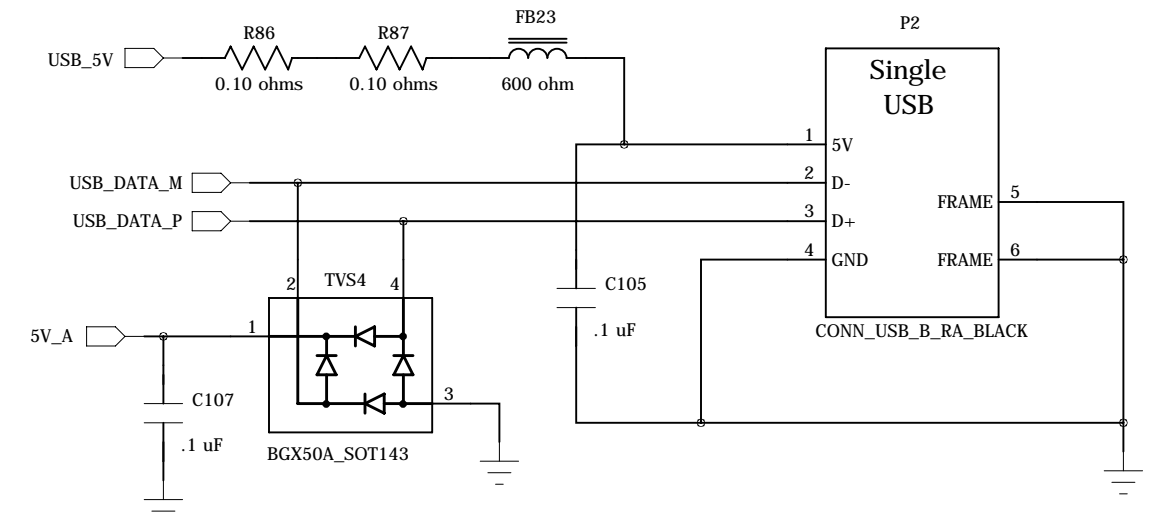 FB23
P2
R86
R87
USB_5V
0.10 ohms
0.10 ohms
600 ohm
Single
USB
1
5V
USB_DATA_M
2
D-
USB_DATA_P
3
D+
FRAME
5
4
GND
FRAME
6
2
TVS4
4
C105
5V_A
1
.1 uF
CONN_USB_B_RA_BLACK
C107
3
.1 uF
BGX50A_SOT143